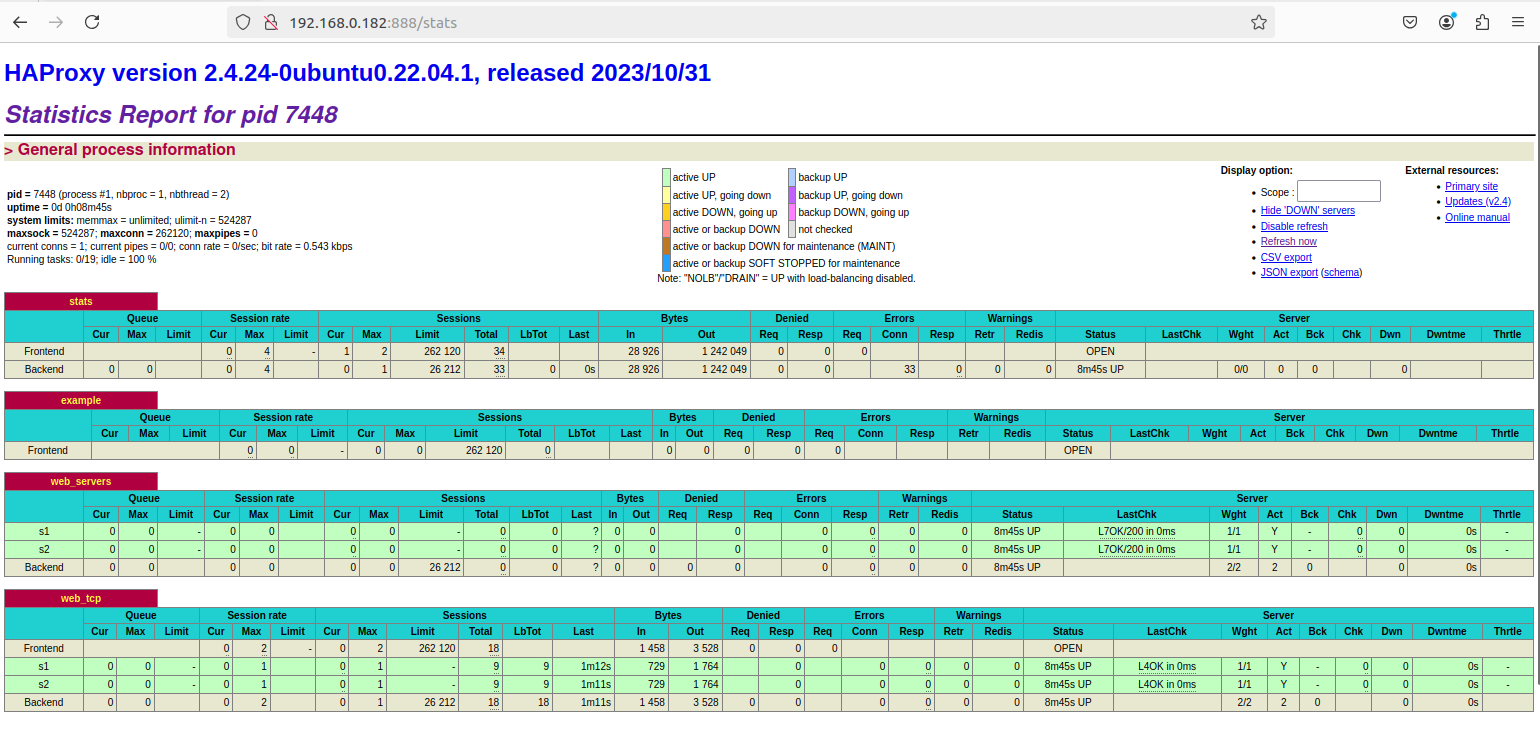 192.168.0.182:888/stats
HAProxy version 2.4.24-0ubuntu0.22.04.1, released 2023/10/31
Statistics Report for pid 7448
> General process information
pid = 7448 (process #1, nbproc = 1, nbthread = 2)
uptime = 0d 0h08m45s
system limits: memmax = unlimited; ulimit-n = 524287
maxsock = 524287; maxconn = 262120; maxpipes = 0
current conns = 1; current pipes = 0/0; conn rate = 0/sec; bit rate = 0.543 kbps
Running tasks: 0/19; idle = 100 %
active UP backup UP
active UP, going down backup UP, going down
active DOWN, going up backup DOWN, going up
active or backup DOWN not checked
active or backup DOWN for maintenance (MAINT)
active or backup SOFT STOPPED for maintenance
Note: "NOLB"/"DRAIN" = UP with load-balancing disabled.
Display option:
• Scope :
• Hide 'DOWN' servers
• Disable refresh
• Refresh now
• CSV export
• JSON export (schema)
External resources:
• Primary site
• Updates (v2.4)
• Online manual
stats
Queue Session rate Sessions Bytes Denied Errors Warnings Server
Cur Max Limit Cur Max Limit Cur Max Limit Total LbTot Last In Out Req Resp Req Conn Resp Retr Redis Status LastChk Wght Act Bck Chk Dwn Dwntme Thrtle
Frontend 0 4 - 1 2 262 120 34 28 926 1 242 049 0 0 0 OPEN
Backend 0 0 0 4 0 1 26 212 33 0 0s 28 926 1 242 049 0 0 33 0 0 0 8m45s UP 0/0 0 0 0
example
Queue Session rate Sessions Bytes Denied Errors Warnings Server
Cur Max Limit Cur Max Limit Cur Max Limit Total LbTot Last In Out Req Resp Req Conn Resp Retr Redis Status LastChk Wght Act Bck Chk Dwn Dwntme Thrtle
Frontend 0 0 - 0 0 262 120 0 0 0 0 0 0 OPEN
web_servers
Queue Session rate Sessions Bytes Denied Errors Warnings Server
Cur Max Limit Cur Max Limit Cur Max Limit Total LbTot Last In Out Req Resp Req Conn Resp Retr Redis Status LastChk Wght Act Bck Chk Dwn Dwntme Thrtle
s1 0 0 - 0 0 0 0 - 0 0 ? 0 0 0 0 0 0 0 8m45s UP L7OK/200 in 0ms 1/1 Y - 0 0 0s -
s2 0 0 - 0 0 0 0 - 0 0 ? 0 0 0 0 0 0 0 8m45s UP L7OK/200 in 0ms 1/1 Y - 0 0 0s -
Backend 0 0 0 0 0 0 26 212 0 0 ? 0 0 0 0 0 0 0 0 8m45s UP 2/2 2 0 0 0s
web_tcp
Queue Session rate Sessions Bytes Denied Errors Warnings Server
Cur Max Limit Cur Max Limit Cur Max Limit Total LbTot Last In Out Req Resp Req Conn Resp Retr Redis Status LastChk Wght Act Bck Chk Dwn Dwntme Thrtle
Frontend 0 2 - 0 2 262 120 18 1 458 3 528 0 0 0 OPEN
s1 0 0 - 0 1 0 1 - 9 9 1m12s 729 1 764 0 0 0 0 0 8m45s UP L4OK in 0ms 1/1 Y - 0 0 0s -
s2 0 0 - 0 1 0 1 - 9 9 1m11s 729 1 764 0 0 0 0 0 8m45s UP L4OK in 0ms 1/1 Y - 0 0 0s -
Backend 0 0 0 2 0 1 26 212 18 18 1m11s 1 458 3 528 0 0 0 0 0 0 8m45s UP 2/2 2 0 0 0s